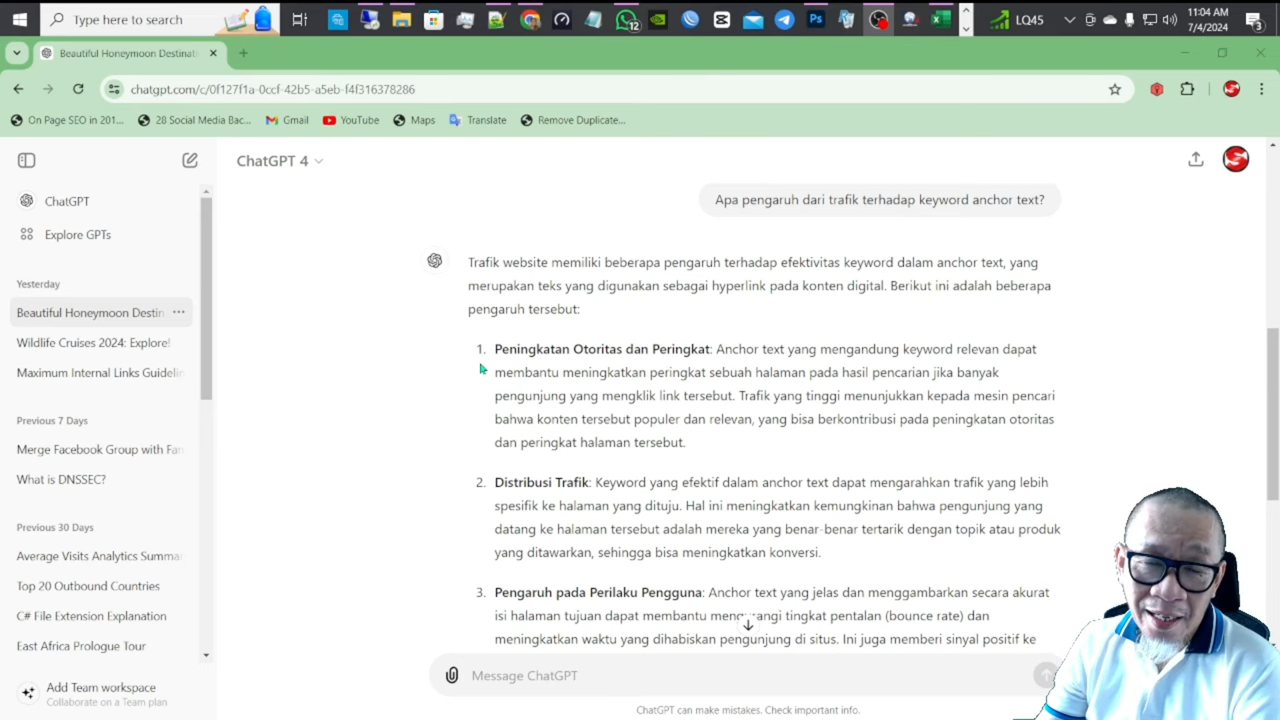 Type here to search
12
LQ45
11:04 AM
7/4/2024
3
Beautiful Honeymoon Destinati
chatgpt.com/c/0f127f1a-0ccf-42b5-a5eb-f4f316378286
On Page SEO in 201...
28 Social Media Bac...
Gmail
YouTube
Maps
Translate
Remove Duplicate...
ChatGPT 4
ChatGPT
Explore GPTs
Yesterday
Beautiful Honeymoon Destin
Wildlife Cruises 2024: Explore!
Maximum Internal Links Guidelin
Previous 7 Days
Merge Facebook Group with Fan
What is DNSSEC?
Previous 30 Days
Average Visits Analytics Summa
Top 20 Outbound Countries
C# File Extension Explanation
East Africa Prologue Tour
Add Team workspace
Collaborate on a Team plan
Apa pengaruh dari trafik terhadap keyword anchor text?
Trafik website memiliki beberapa pengaruh terhadap efektivitas keyword dalam anchor text, yang
merupakan teks yang digunakan sebagai hyperlink pada konten digital. Berikut ini adalah beberapa
pengaruh tersebut:
1. Peningkatan Otoritas dan Peringkat: Anchor text yang mengandung keyword relevan dapat
membantu meningkatkan peringkat sebuah halaman pada hasil pencarian jika banyak
pengunjung yang mengklik link tersebut. Trafik yang tinggi menunjukkan kepada mesin pencari
bahwa konten tersebut populer dan relevan, yang bisa berkontribusi pada peningkatan otoritas
dan peringkat halaman tersebut.
2. Distribusi Trafik: Keyword yang efektif dalam anchor text dapat mengarahkan trafik yang lebih
spesifik ke halaman yang dituju. Hal ini meningkatkan kemungkinan bahwa pengunjung yang
datang ke halaman tersebut adalah mereka yang benar-benar tertarik dengan topik atau produk
yang ditawarkan, sehingga bisa meningkatkan konversi.
3. Pengaruh pada Perilaku Pengguna: Anchor text yang jelas dan menggambarkan secara akurat
isi halaman tujuan dapat membantu mengurangi tingkat pentalan (bounce rate) dan
meningkatkan waktu yang dihabiskan pengunjung di situs. Ini juga memberi sinyal positif ke
Message ChatGPT
ChatGPT can make mistakes. Check important info.